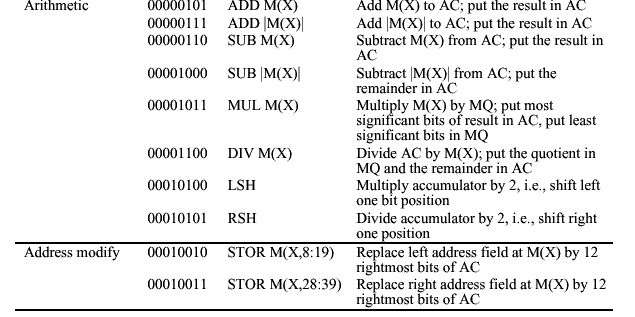 Arithmetic 00000101 ADD M(X) Add M(X) to AC; put the result in AC
00000111 ADD |M(X)| Add |M(X)| to AC; put the result in AC
00000110 SUB M(X) Subtract M(X) from AC; put the result in
AC
00001000 SUB |M(X)| Subtract |M(X)| from AC; put the
remainder in AC
00001011 MUL M(X) Multiply M(X) by MQ; put most
significant bits of result in AC, put least
significant bits in MQ
00001100 DIV M(X) Divide AC by M(X); put the quotient in
MQ and the remainder in AC
00010100 LSH Multiply accumulator by 2, i.e., shift left
one bit position
00010101 RSH Divide accumulator by 2, i.e., shift right
one position
Address modify 00010010 STOR M(X,8:19) Replace left address field at M(X) by 12
rightmost bits of AC
00010011 STOR M(X,28:39) Replace right address field at M(X) by 12
rightmost bits of AC